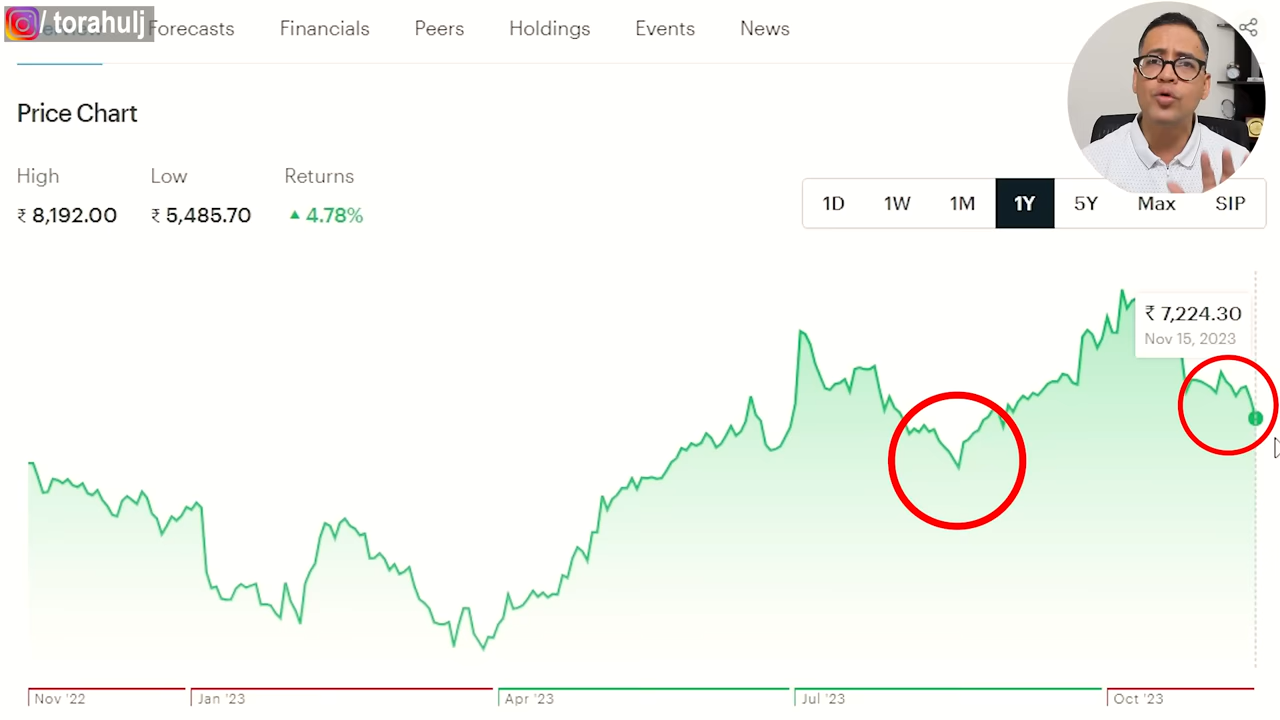 / torahulj
Forecasts Financials Peers Holdings Events News
Price Chart
High Low Returns
₹ 8,192.00 ₹ 5,485.70 ▲ 4.78%
1D 1W 1M 1Y 5Y Max SIP
₹ 7,224.30
Nov 15, 2023
Nov '22 Jan '23 Apr '23 Jul '23 Oct '23